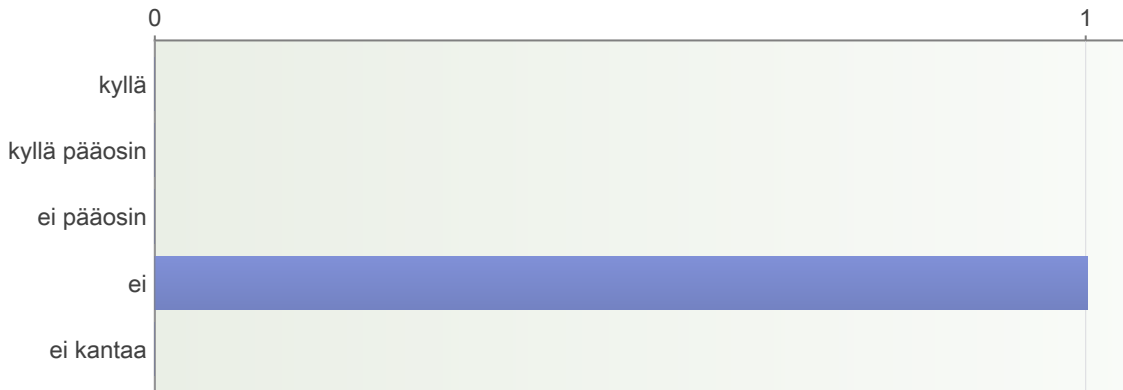 0 1
kyllä
kyllä pääosin
ei pääosin
ei
ei kantaa